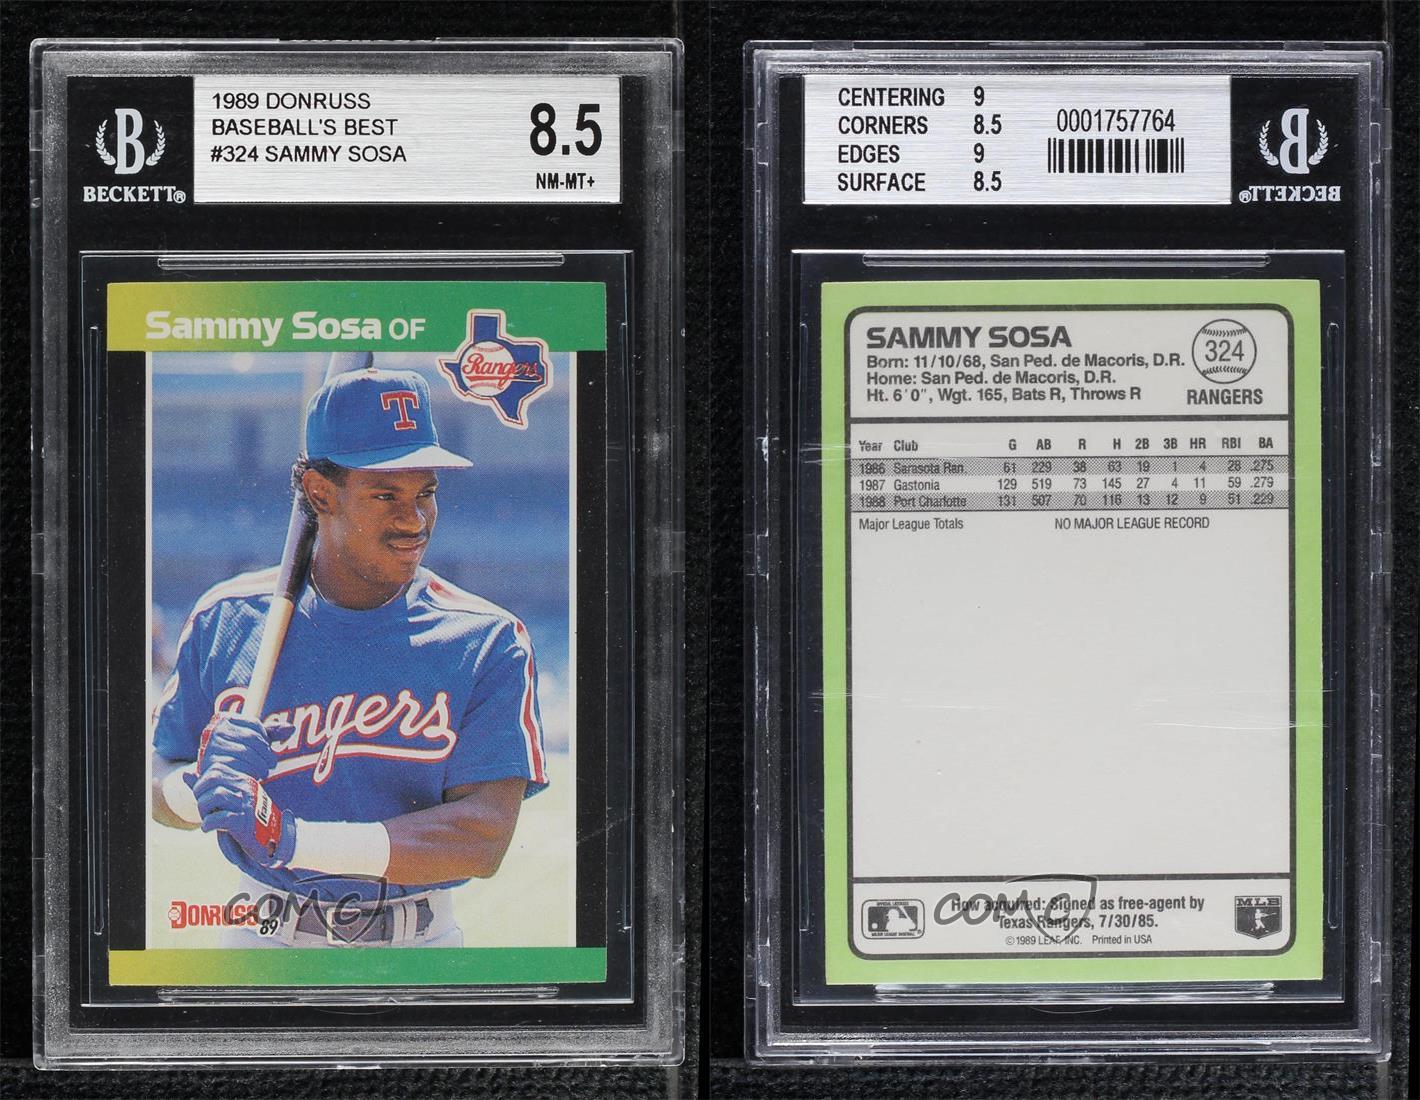 1989 DONRUSS
BASEBALL'S BEST
#324 SAMMY SOSA
8.5
NM-MT+
B
BECKETT®
Sammy Sosa OF
Rangers
T
Rangers
Franklin
DONRUSS '89
COMC
CENTERING 9
CORNERS 8.5
EDGES 9
SURFACE 8.5
0001757764
B
BECKETT®
SAMMY SOSA
Born: 11/10/68, San Ped. de Macoris, D.R.
Home: San Ped. de Macoris, D.R.
Ht. 6'0", Wgt. 165, Bats R, Throws R
324
RANGERS
Year Club G AB R H 2B 3B HR RBI BA
1986 Sarasota Ran. 61 229 38 63 19 1 4 28 .275
1987 Gastonia 129 519 73 145 27 4 11 59 .279
1988 Port Charlotte 131 507 70 116 13 12 9 51 .229
Major League Totals NO MAJOR LEAGUE RECORD
COMC
How acquired: Signed as free-agent by
Texas Rangers, 7/30/85.
© 1989 LEAF, INC. Printed in USA
OFFICIAL LICENSEE
MAJOR LEAGUE BASEBALL
MLB